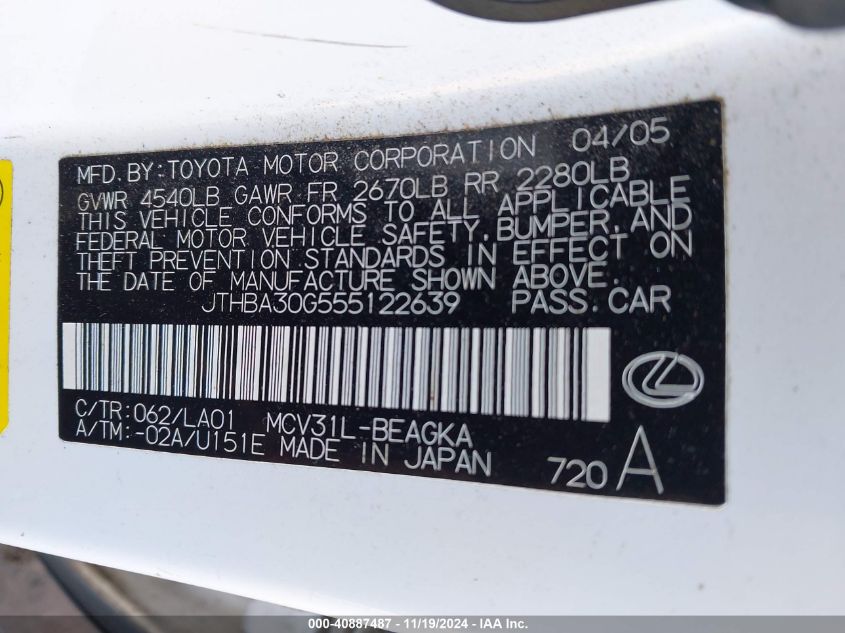 MFD. BY: TOYOTA MOTOR CORPORATION 04/05
GVWR 4540LB GAWR FR 2670LB RR 2280LB
THIS VEHICLE CONFORMS TO ALL APPLICABLE
FEDERAL MOTOR VEHICLE SAFETY, BUMPER, AND
THEFT PREVENTION STANDARDS IN EFFECT ON
THE DATE OF MANUFACTURE SHOWN ABOVE.
JTHBA30G555122639 PASS. CAR
C/TR: 062/LA01 MCV31L-BEAGKA
A/TM: -02A/U151E MADE IN JAPAN 720 A
000-40887487 - 11/19/2024 - IAAI.COM